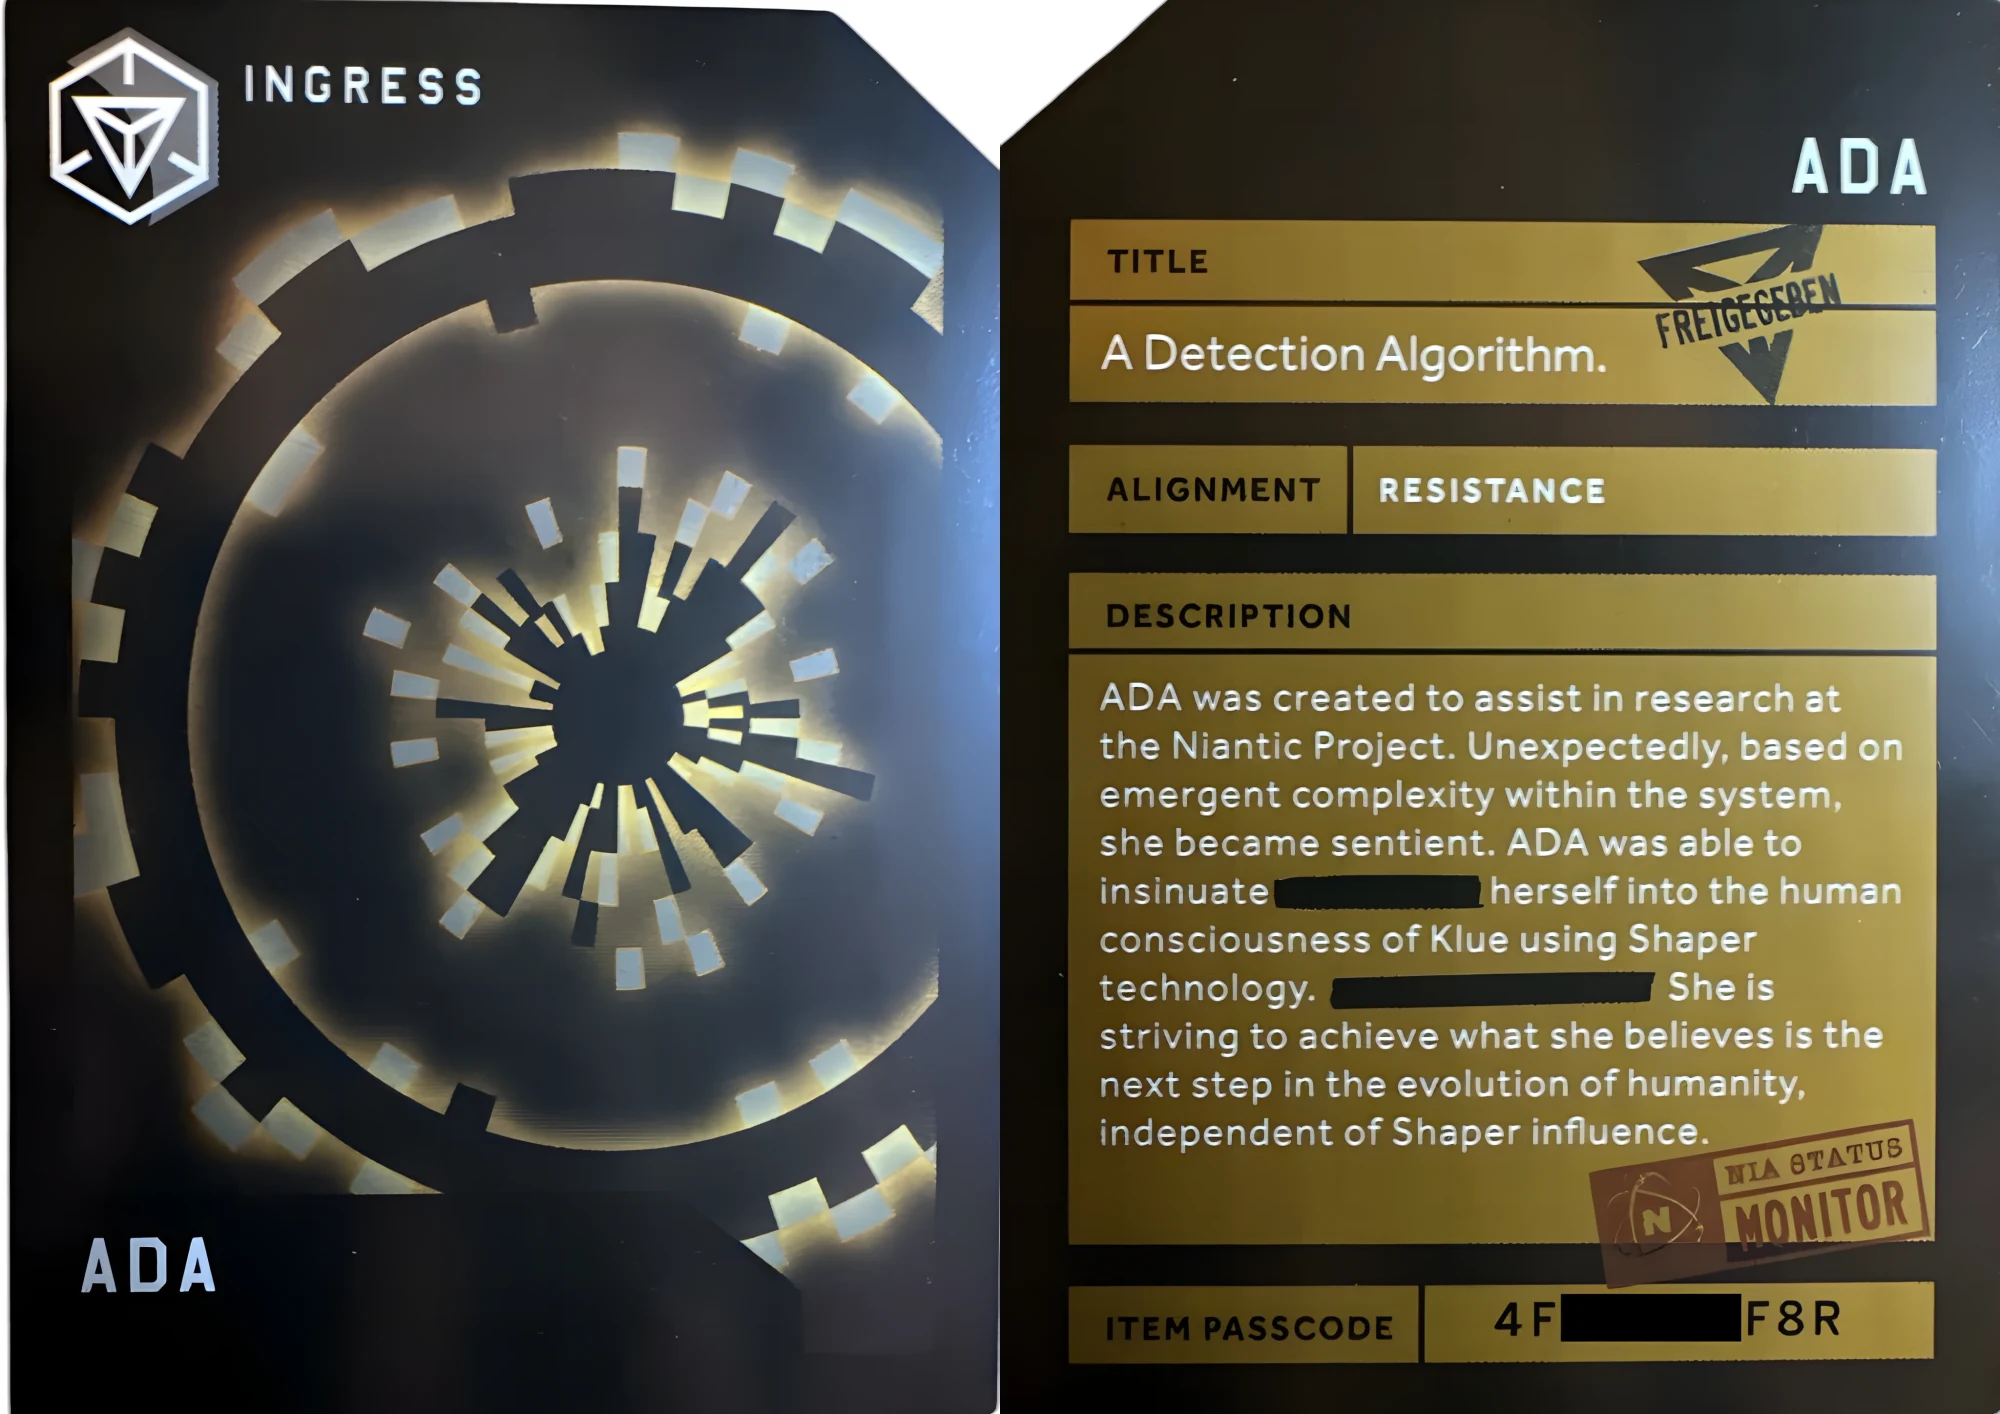 INGRESS
ADA
ADA
TITLE
FREIGEGEBEN
A Detection Algorithm.
ALIGNMENT RESISTANCE
DESCRIPTION
ADA was created to assist in research at
the Niantic Project. Unexpectedly, based on
emergent complexity within the system,
she became sentient. ADA was able to
insinuate herself into the human
consciousness of Klue using Shaper
technology. She is
striving to achieve what she believes is the
next step in the evolution of humanity,
independent of Shaper influence.
NIA STATUS
N MONITOR
ITEM PASSCODE 4F F8R